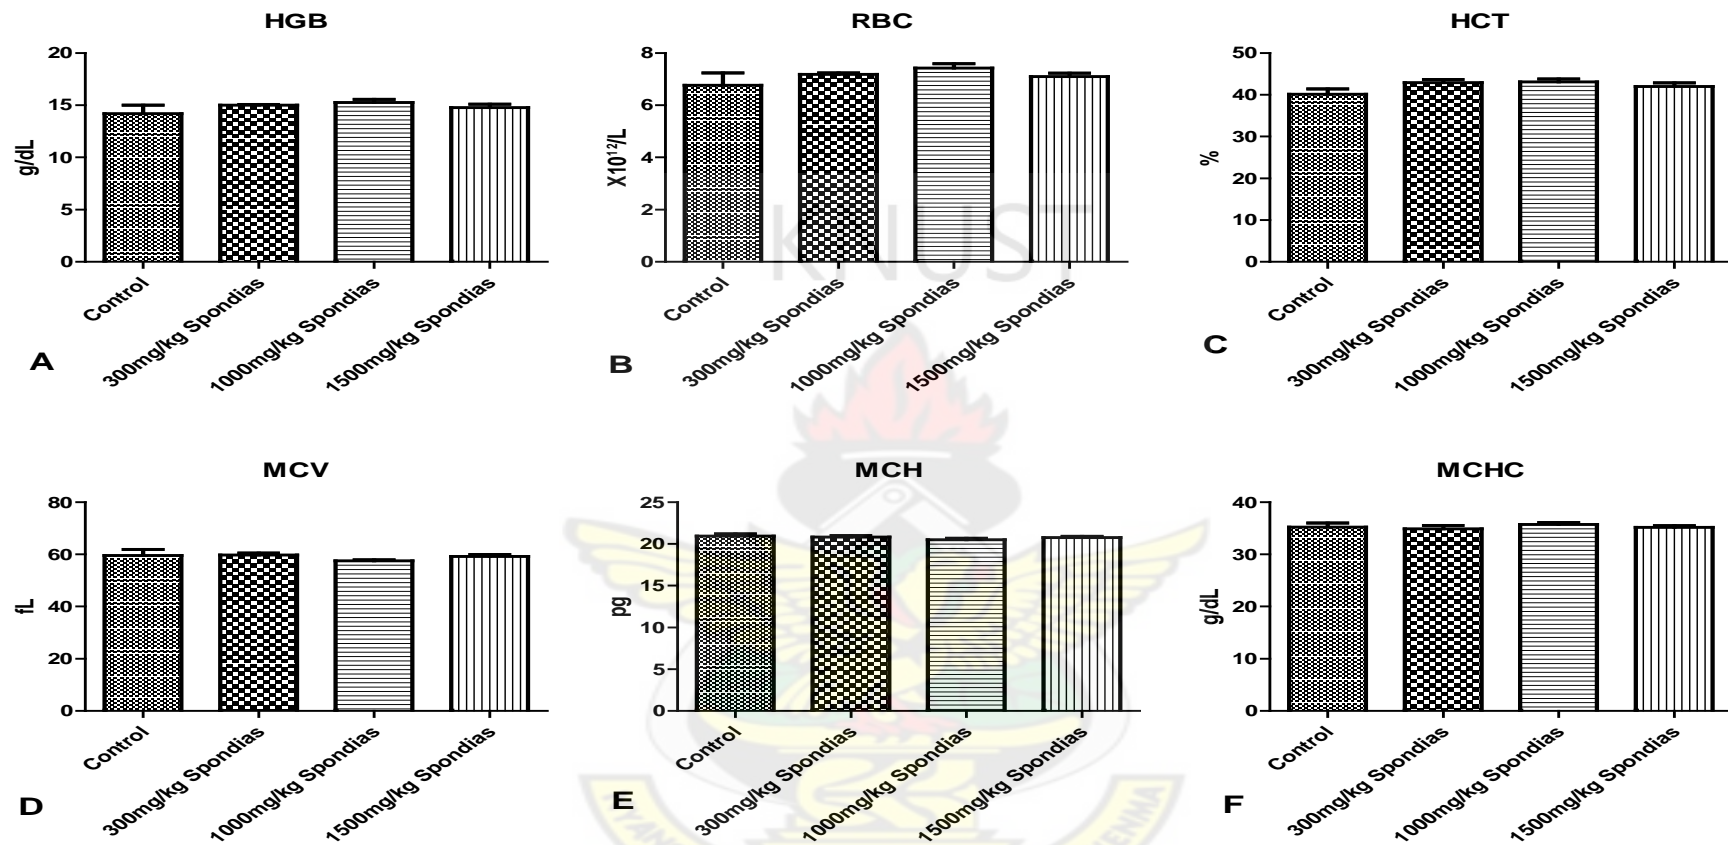 HGB
20
15
10
5
0
g/dL
Control
300mg/kg Spondias
1000mg/kg Spondias
1500mg/kg Spondias
A
RBC
8
6
4
2
0
X10¹²/L
Control
300mg/kg Spondias
1000mg/kg Spondias
1500mg/kg Spondias
B
HCT
50
40
30
20
10
0
%
Control
300mg/kg Spondias
1000mg/kg Spondias
1500mg/kg Spondias
C
KNUST
MCV
80
60
40
20
0
fL
Control
300mg/kg Spondias
1000mg/kg Spondias
1500mg/kg Spondias
D
MCH
25
20
15
10
5
0
pg
Control
300mg/kg Spondias
1000mg/kg Spondias
1500mg/kg Spondias
E
MCHC
40
30
20
10
0
g/dL
Control
300mg/kg Spondias
1000mg/kg Spondias
1500mg/kg Spondias
F